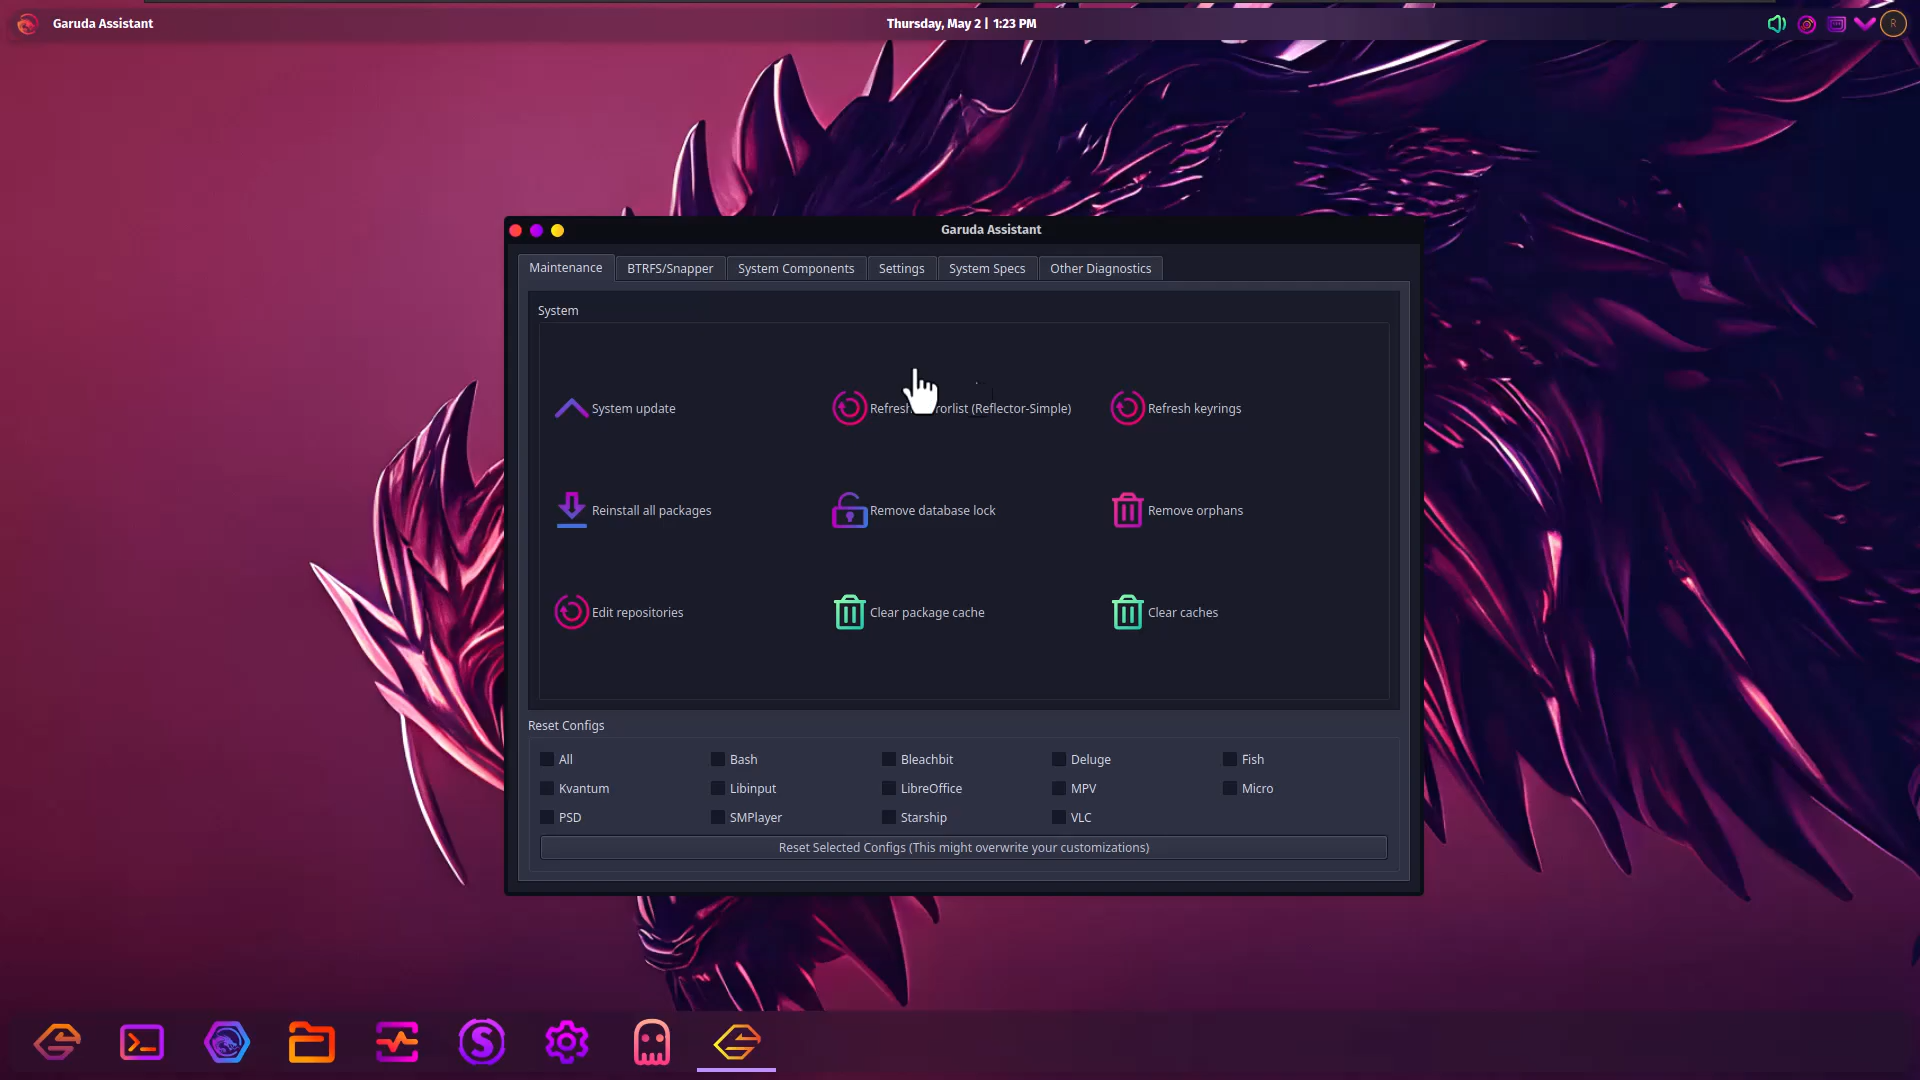 Garuda Assistant
Thursday, May 2 | 1:23 PM
R
Garuda Assistant
Maintenance
BTRFS/Snapper
System Components
Settings
System Specs
Other Diagnostics
System
System update
Refresh rorlist (Reflector-Simple)
Refresh keyrings
Reinstall all packages
Remove database lock
Remove orphans
Edit repositories
Clear package cache
Clear caches
Reset Configs
All
Bash
Bleachbit
Deluge
Fish
Kvantum
Libinput
LibreOffice
MPV
Micro
PSD
SMPlayer
Starship
VLC
Reset Selected Configs (This might overwrite your customizations)